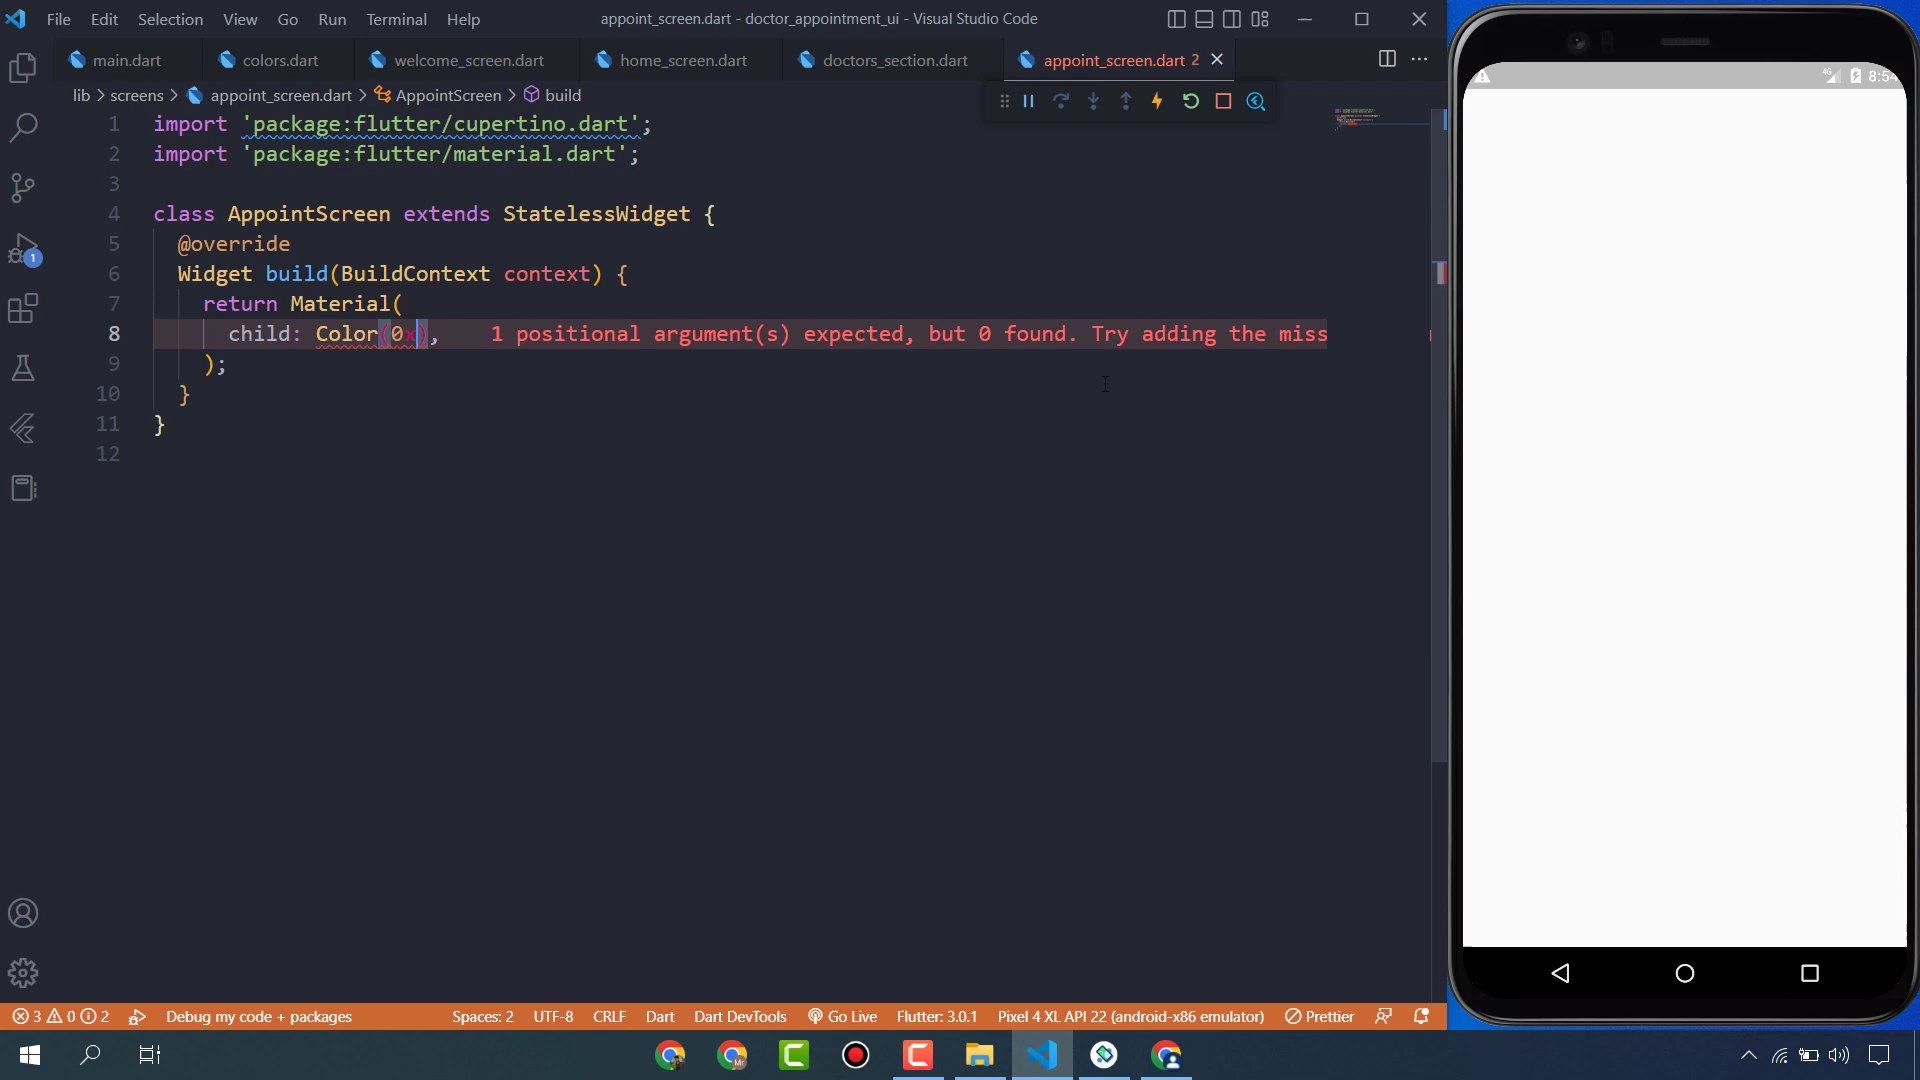 File Edit Selection View Go Run Terminal Help
appoint_screen.dart - doctor_appointment_ui - Visual Studio Code
main.dart
colors.dart
welcome_screen.dart
home_screen.dart
doctors_section.dart
appoint_screen.dart 2
lib > screens > appoint_screen.dart > AppointScreen > build
1 import 'package:flutter/cupertino.dart';
2 import 'package:flutter/material.dart';
3
4 class AppointScreen extends StatelessWidget {
5 @override
6 Widget build(BuildContext context) {
7 return Material(
8 child: Color(0x), 1 positional argument(s) expected, but 0 found. Try adding the miss
9 );
10 }
11 }
12
1
4G 8:54
3 0 2 Debug my code + packages
Spaces: 2 UTF-8 CRLF Dart Dart DevTools Go Live Flutter: 3.0.1 Pixel 4 XL API 22 (android-x86 emulator) Prettier